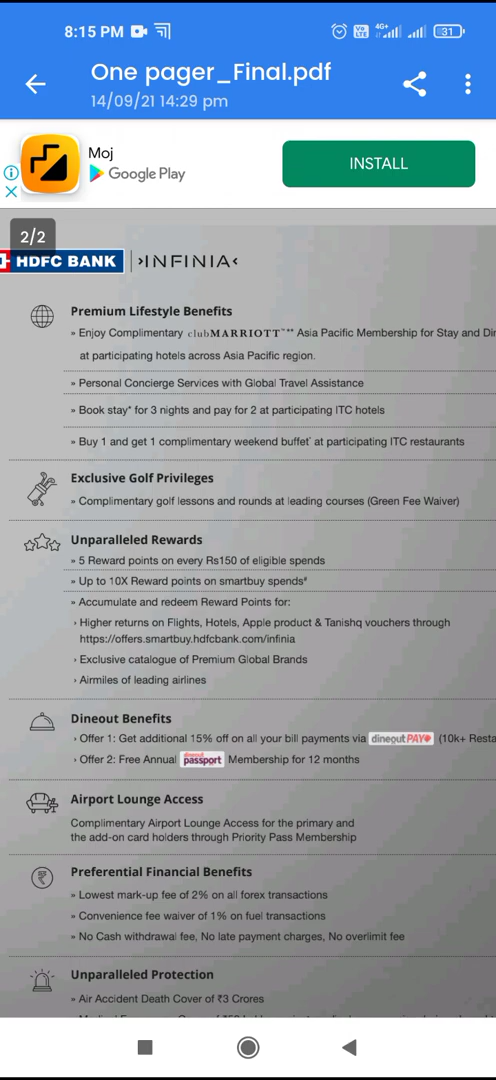 8:15 PM
Vo LTE 4G+ 31
One pager_Final.pdf
14/09/21 14:29 pm
Moj
Google Play
INSTALL
2/2
HDFC BANK ›INFINIA‹
Premium Lifestyle Benefits
» Enjoy Complimentary clubMARRIOTT™** Asia Pacific Membership for Stay and Din
at participating hotels across Asia Pacific region.
» Personal Concierge Services with Global Travel Assistance
» Book stay* for 3 nights and pay for 2 at participating ITC hotels
» Buy 1 and get 1 complimentary weekend buffet* at participating ITC restaurants
Exclusive Golf Privileges
» Complimentary golf lessons and rounds at leading courses (Green Fee Waiver)
Unparalleled Rewards
» 5 Reward points on every Rs150 of eligible spends
» Up to 10X Reward points on smartbuy spends#
» Accumulate and redeem Reward Points for:
› Higher returns on Flights, Hotels, Apple product & Tanishq vouchers through
https://offers.smartbuy.hdfcbank.com/infinia
› Exclusive catalogue of Premium Global Brands
› Airmiles of leading airlines
Dineout Benefits
› Offer 1: Get additional 15% off on all your bill payments via dineout PAY (10k+ Resta
› Offer 2: Free Annual dineout passport Membership for 12 months
Airport Lounge Access
Complimentary Airport Lounge Access for the primary and
the add-on card holders through Priority Pass Membership
Preferential Financial Benefits
» Lowest mark-up fee of 2% on all forex transactions
» Convenience fee waiver of 1% on fuel transactions
» No Cash withdrawal fee, No late payment charges, No overlimit fee
Unparalleled Protection
» Air Accident Death Cover of ₹3 Crores